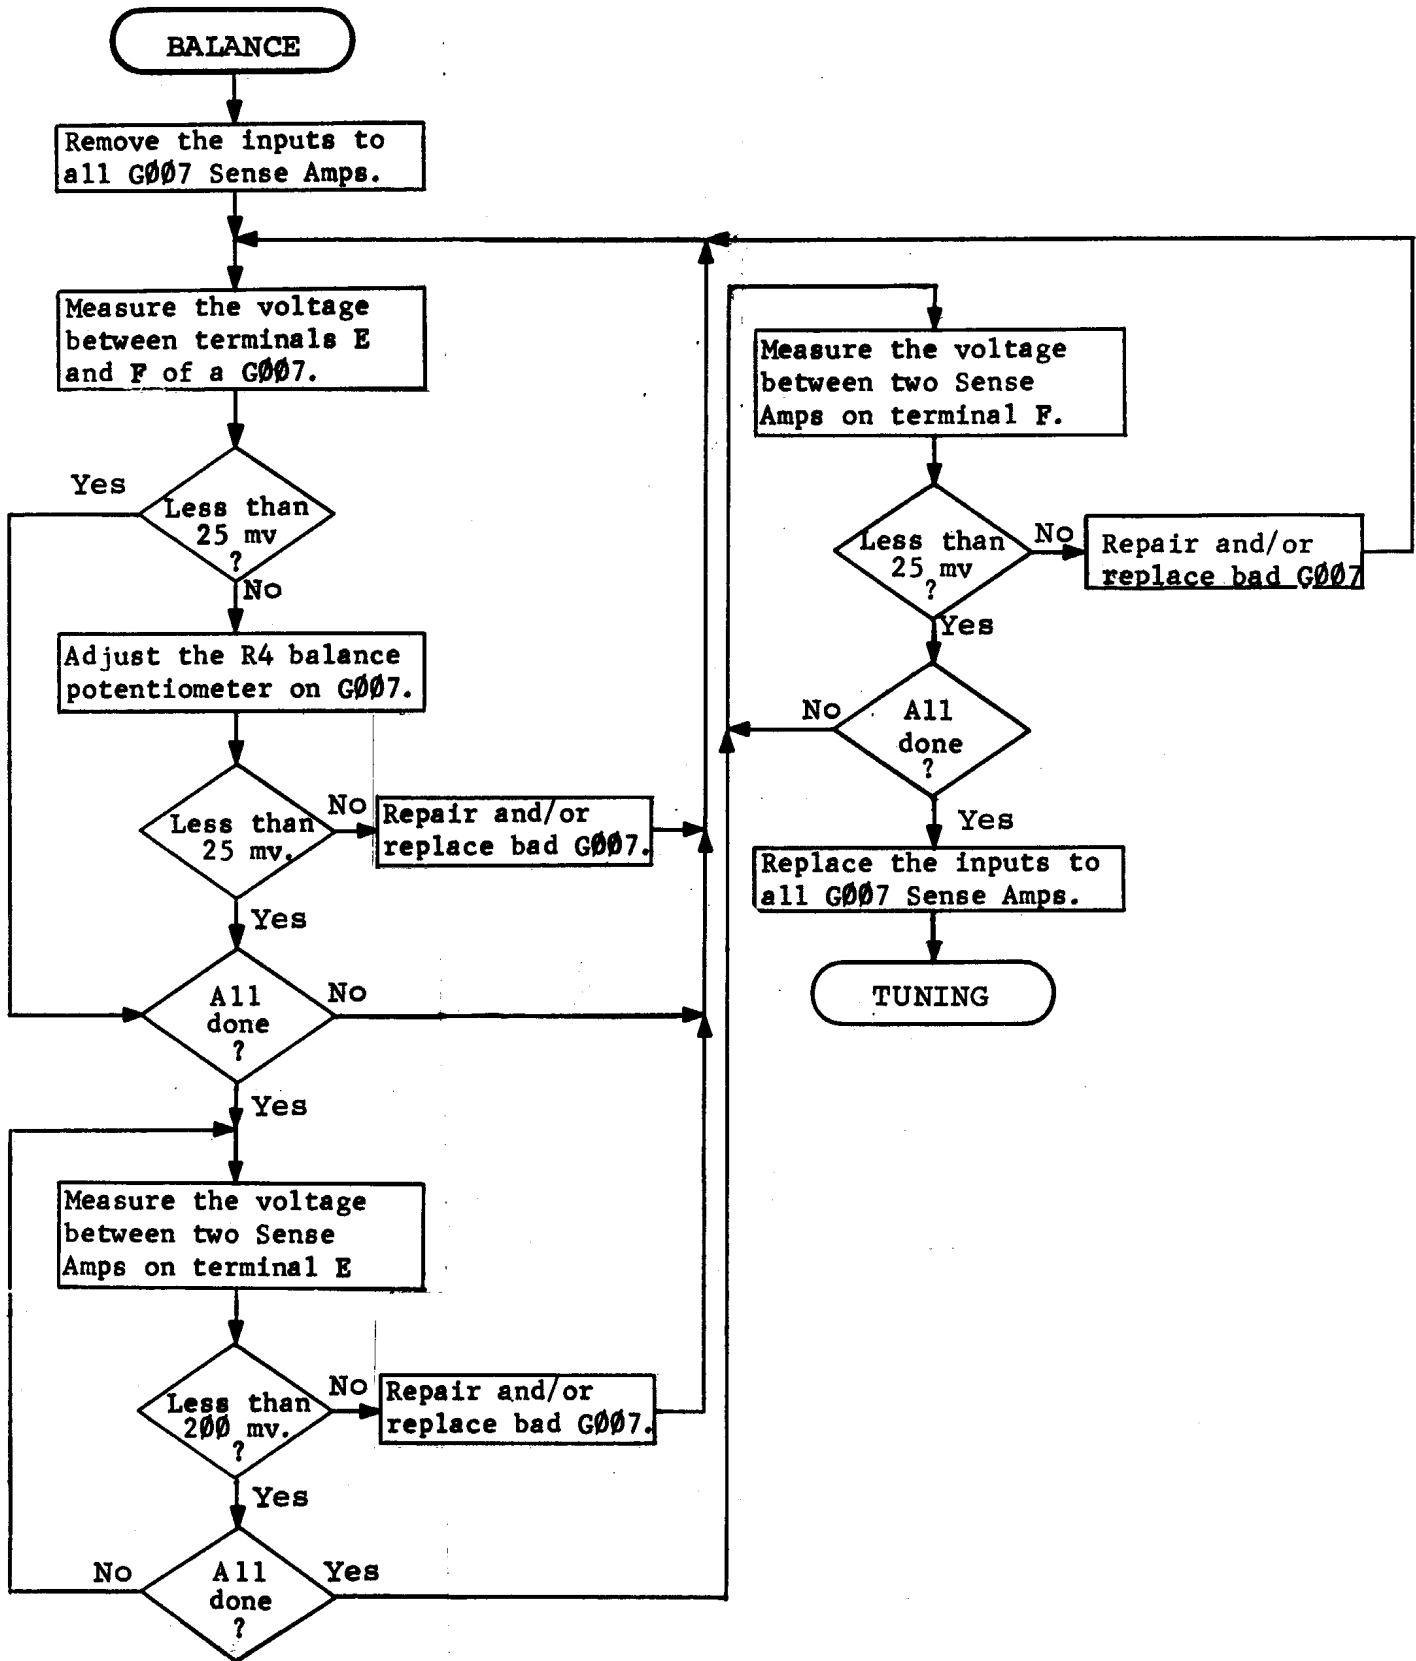 BALANCE
Remove the inputs to
all GØØ7 Sense Amps.
Measure the voltage
between terminals E
and F of a GØØ7.
Yes
Less than
25 mv
?
No
Adjust the R4 balance
potentiometer on GØØ7.
Less than
25 mv.
No
Repair and/or
replace bad GØØ7.
Yes
All
done
?
No
Yes
Measure the voltage
between two Sense
Amps on terminal E
Less than
2ØØ mv.
?
No
Repair and/or
replace bad GØØ7.
Yes
No
All
done
?
Yes
Measure the voltage
between two Sense
Amps on terminal F.
Less than
25 mv
?
No
Repair and/or
replace bad GØØ7
Yes
No
All
done
?
Yes
Replace the inputs to
all GØØ7 Sense Amps.
TUNING